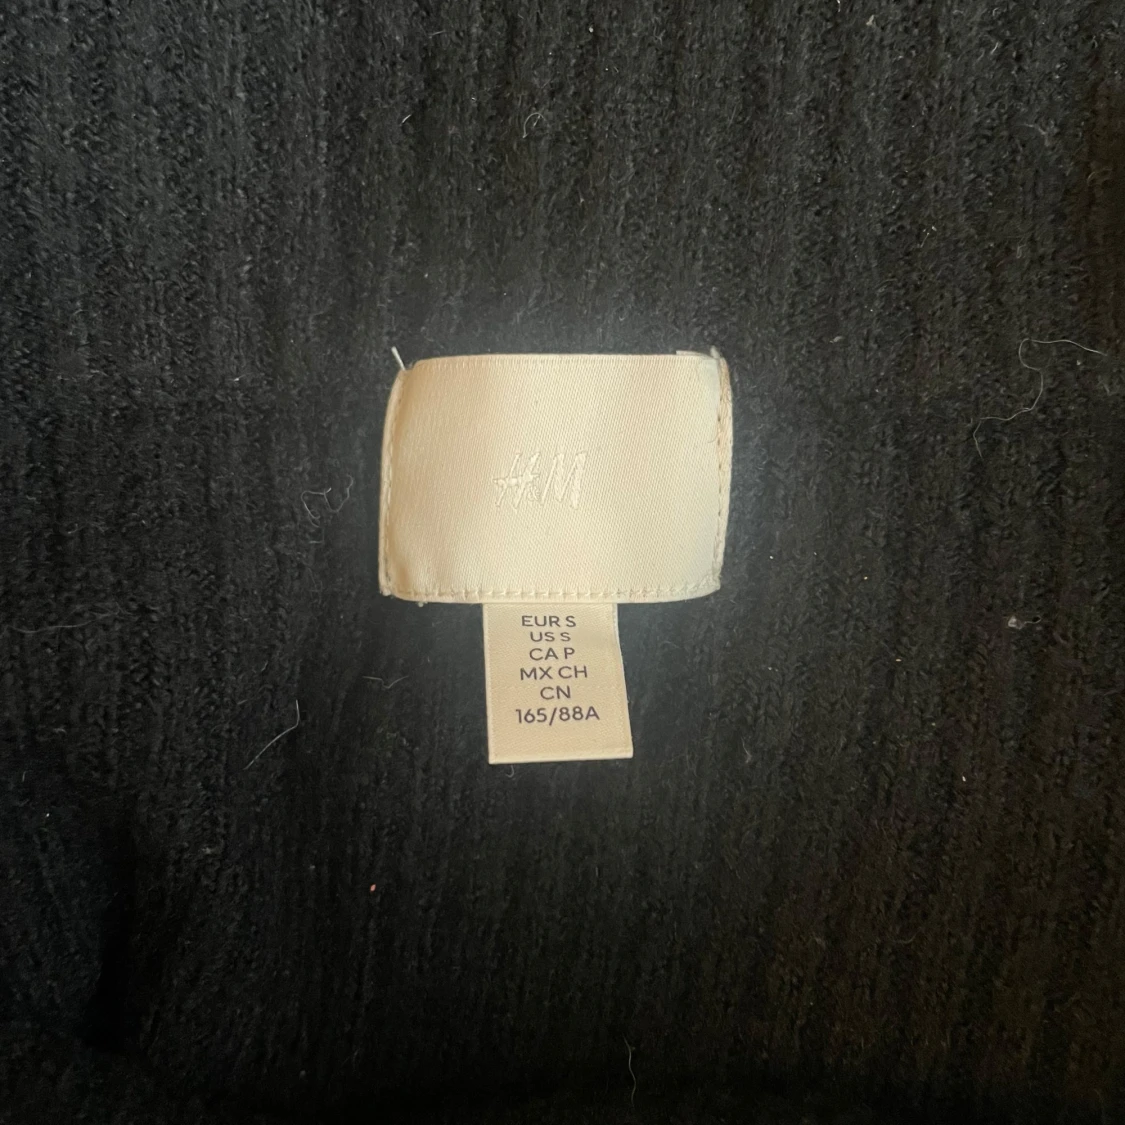 H&M
EUR S
US S
CA P
MX CH
CN
165/88A